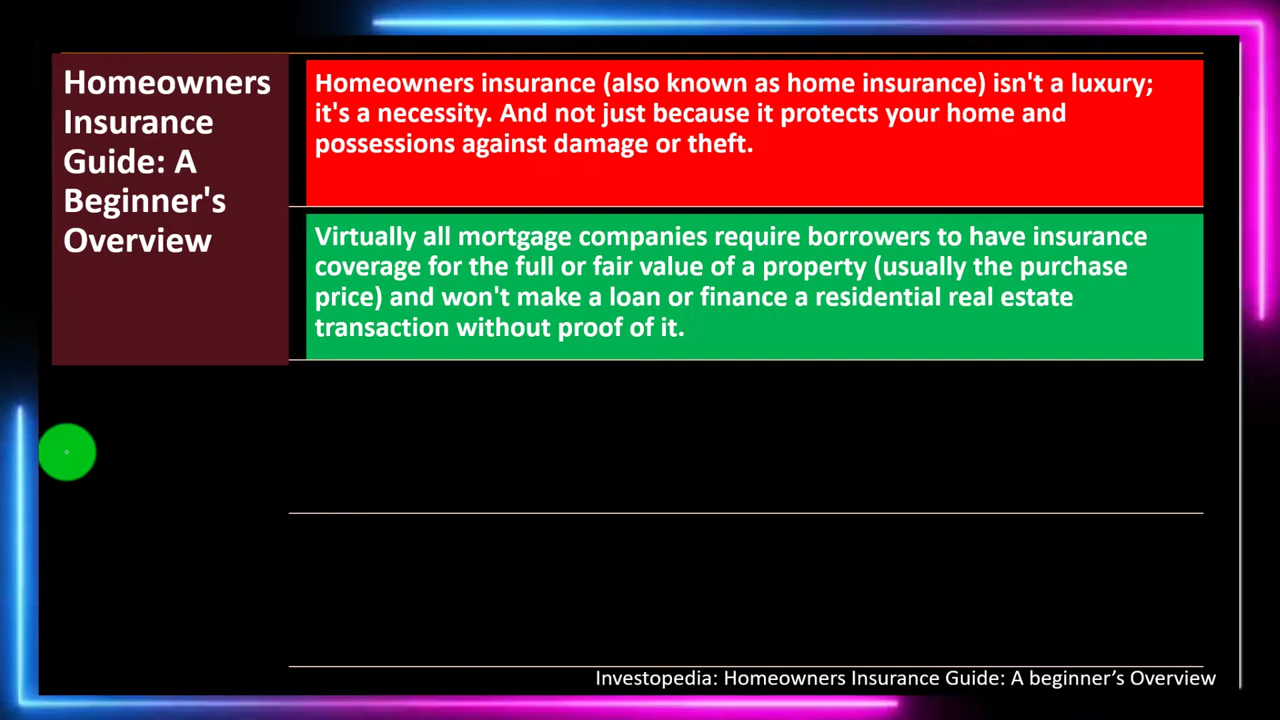 Homeowners
Insurance
Guide: A
Beginner's
Overview
Homeowners insurance (also known as home insurance) isn't a luxury;
it's a necessity. And not just because it protects your home and
possessions against damage or theft.
Virtually all mortgage companies require borrowers to have insurance
coverage for the full or fair value of a property (usually the purchase
price) and won't make a loan or finance a residential real estate
transaction without proof of it.
Investopedia: Homeowners Insurance Guide: A beginner’s Overview